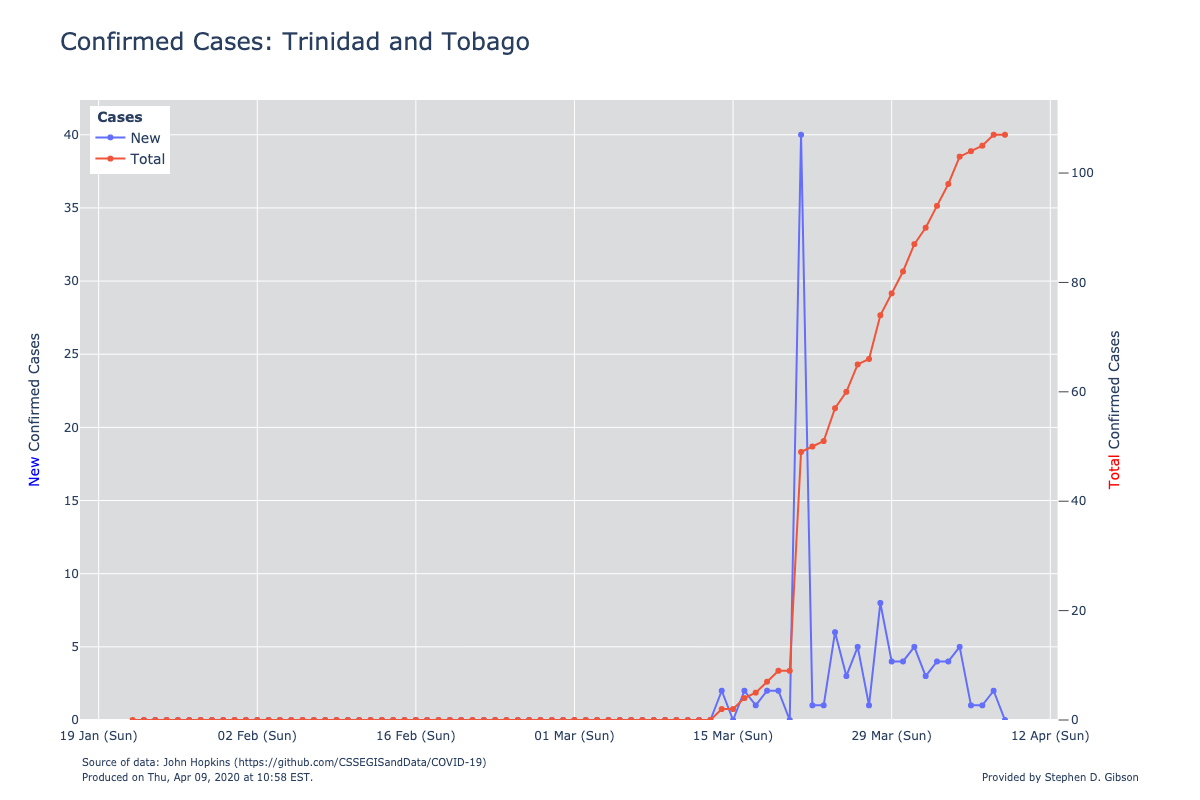 Confirmed Cases: Trinidad and Tobago
Cases
New
Total
40
35
30
25
20
15
10
5
0
100
80
60
40
20
0
New Confirmed Cases
Total Confirmed Cases
19 Jan (Sun)
02 Feb (Sun)
16 Feb (Sun)
01 Mar (Sun)
15 Mar (Sun)
29 Mar (Sun)
12 Apr (Sun)
Source of data: John Hopkins (https://github.com/CSSEGISandData/COVID-19)
Produced on Thu, Apr 09, 2020 at 10:58 EST.
Provided by Stephen D. Gibson